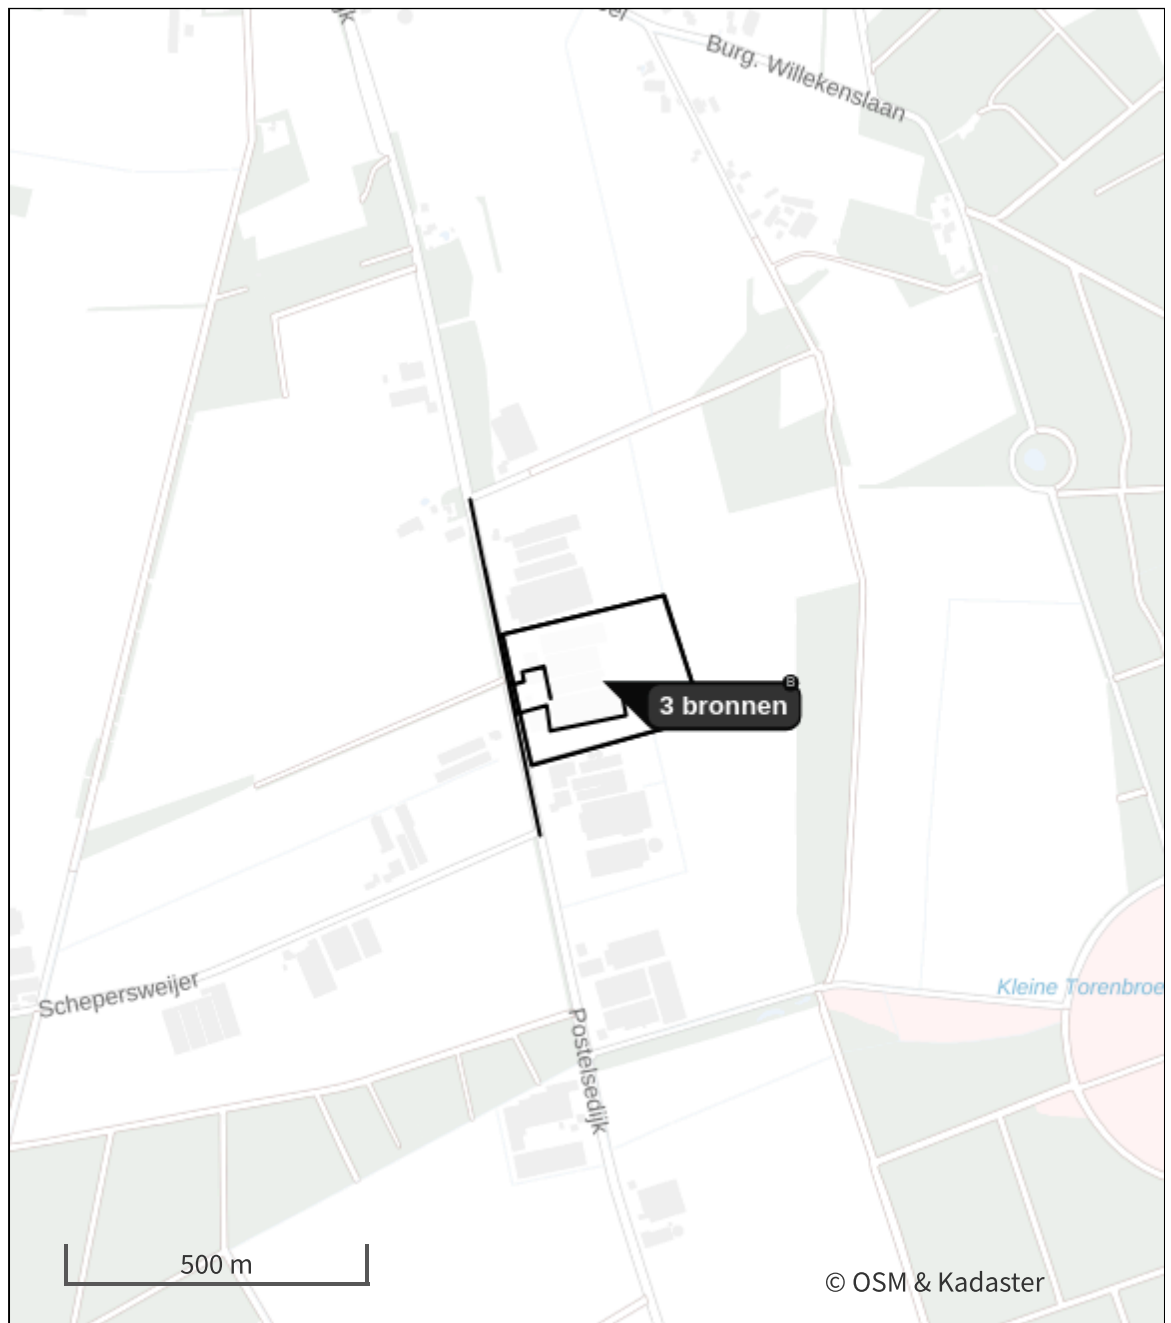 Burg. Willekenslaan
B
3 bronnen
Schepersweijer
Kleine Torenbroe
Postelsedijk
500 m
© OSM & Kadaster